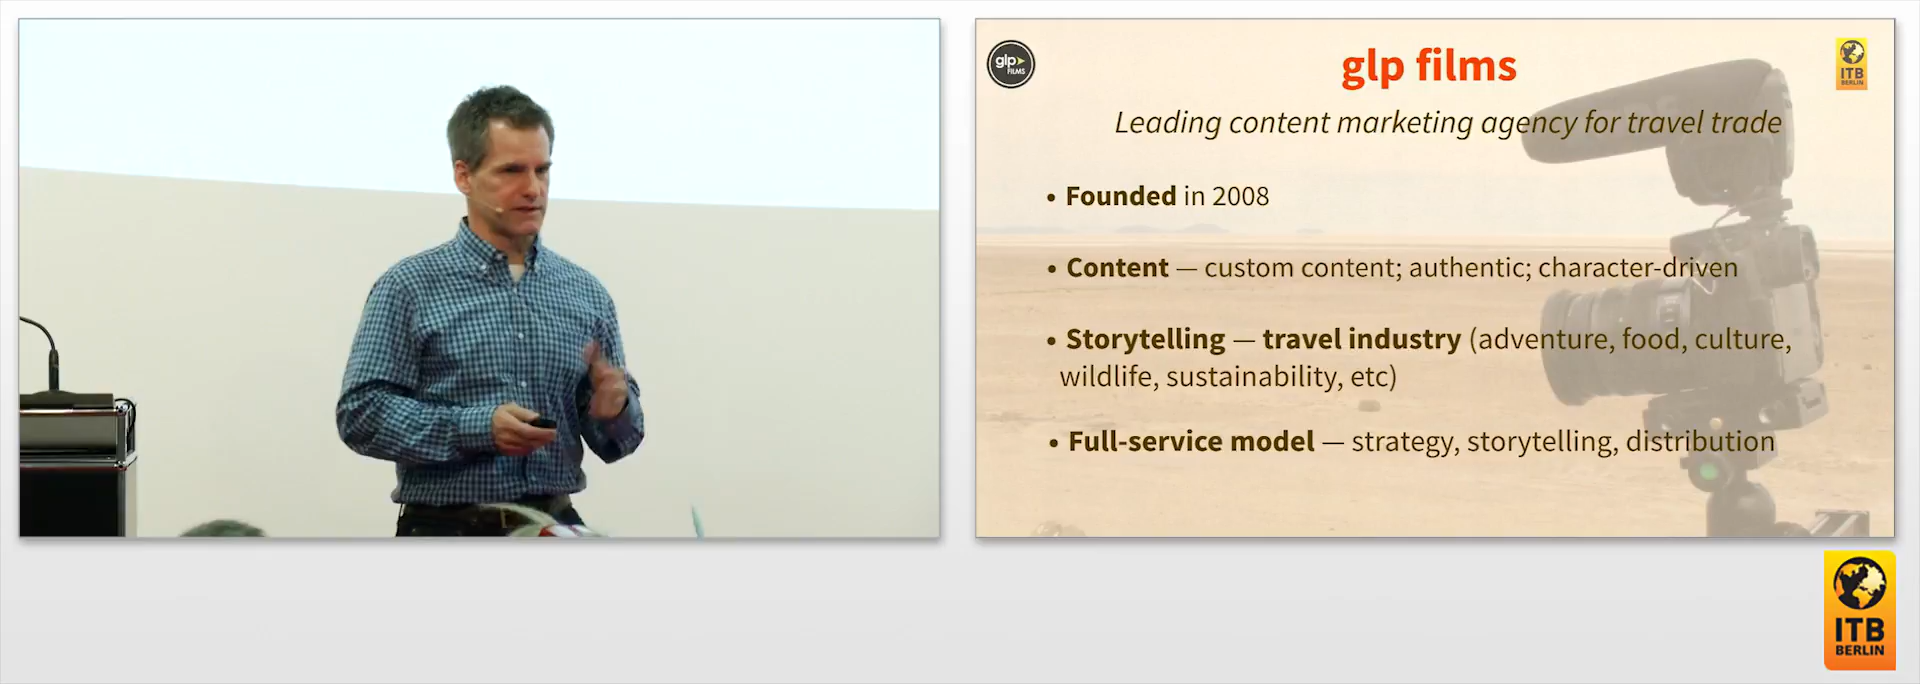 glp
FILMS
glp films
ITB
BERLIN
Leading content marketing agency for travel trade
• Founded in 2008
• Content — custom content; authentic; character-driven
• Storytelling — travel industry (adventure, food, culture,
wildlife, sustainability, etc)
• Full-service model — strategy, storytelling, distribution
ITB
BERLIN